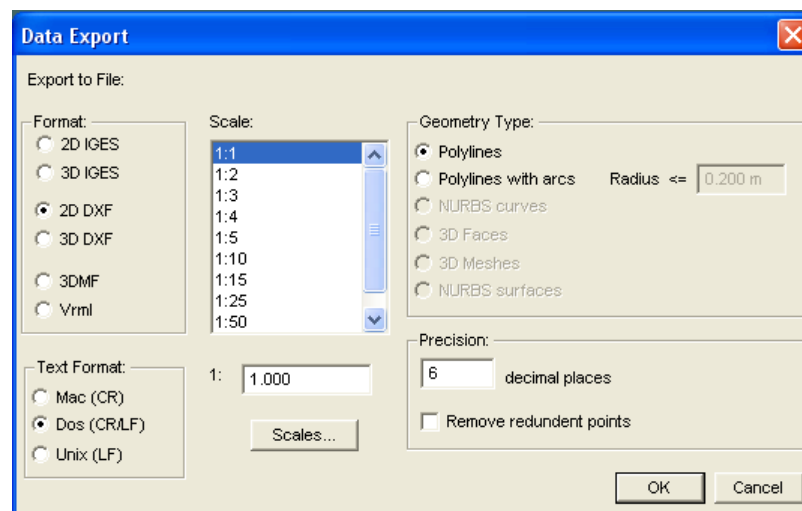 Data Export
Export to File:
Format:
2D IGES
3D IGES
2D DXF
3D DXF
3DMF
Vrml
Text Format:
Mac (CR)
Dos (CR/LF)
Unix (LF)
Scale:
1:1
1:2
1:3
1:4
1:5
1:10
1:15
1:25
1:50
1: 1.000
Scales...
Geometry Type:
Polylines
Polylines with arcs Radius <= 0.200 m
NURBS curves
3D Faces
3D Meshes
NURBS surfaces
Precision:
6 decimal places
Remove redundent points
OK Cancel